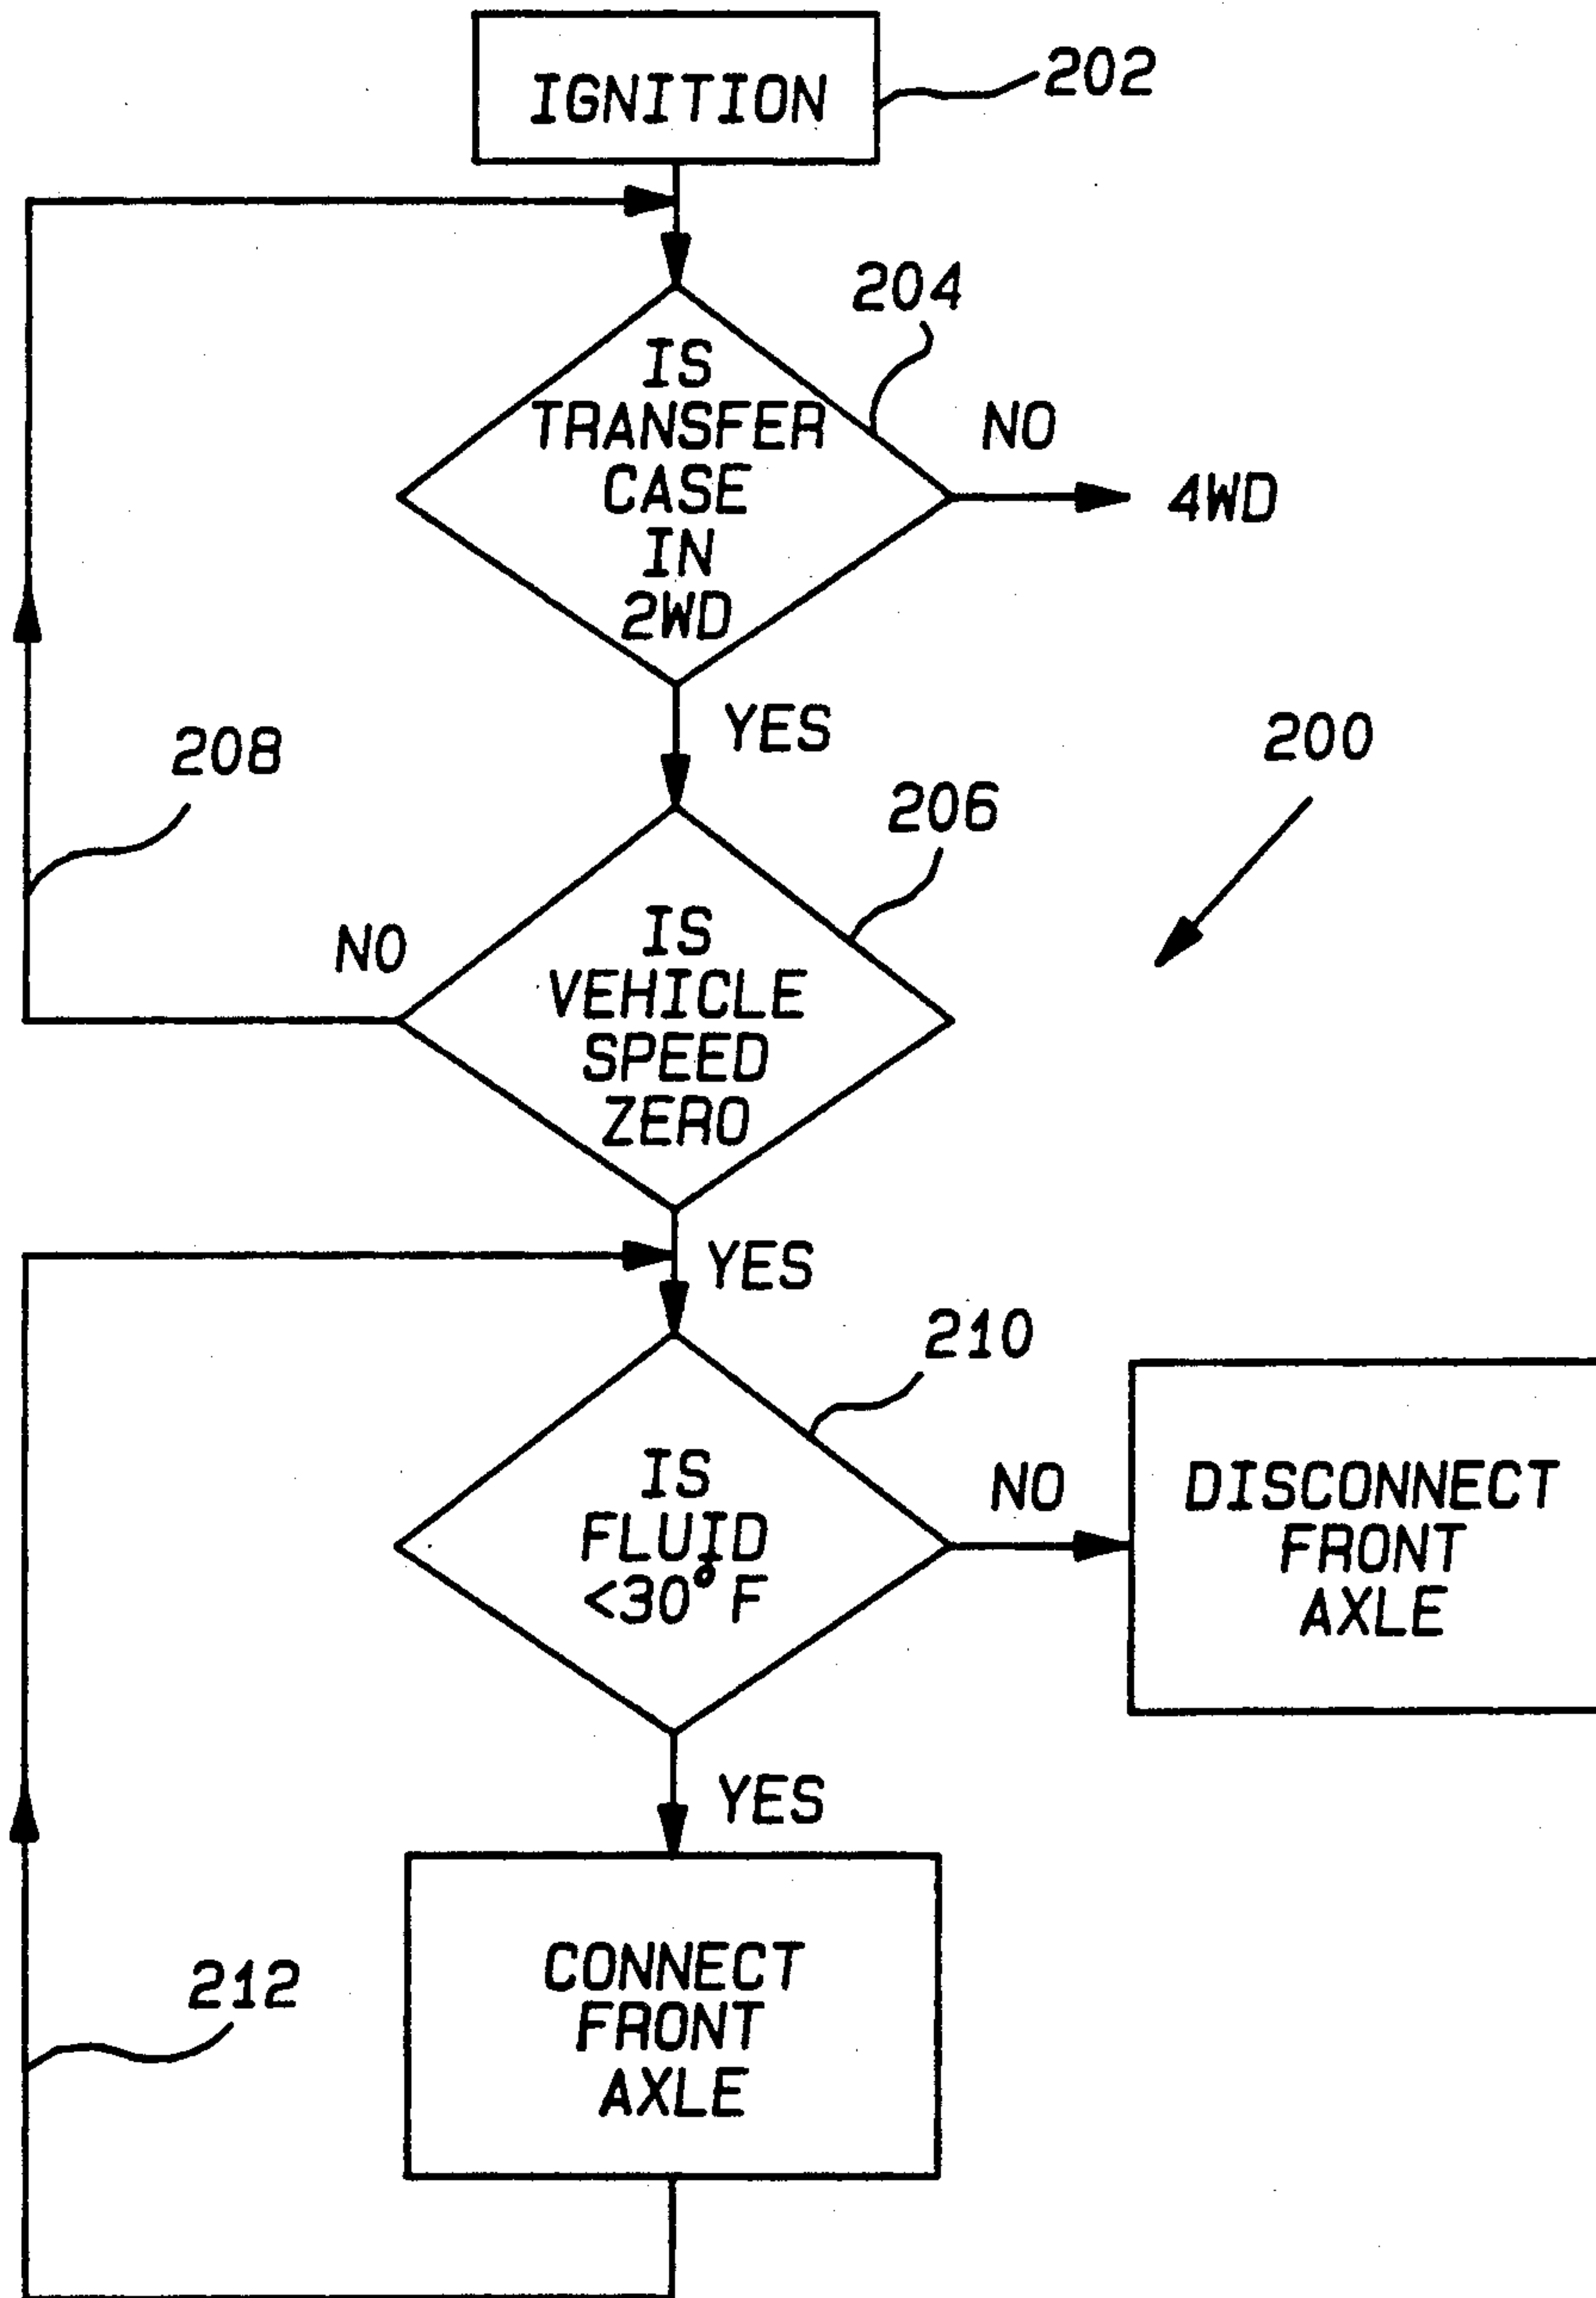 IGNITION
202
204
IS
TRANSFER
CASE
IN
2WD
NO
4WD
YES
208
200
206
IS
VEHICLE
SPEED
ZERO
NO
YES
210
IS
FLUID
<30° F
NO
DISCONNECT
FRONT
AXLE
YES
CONNECT
FRONT
AXLE
212